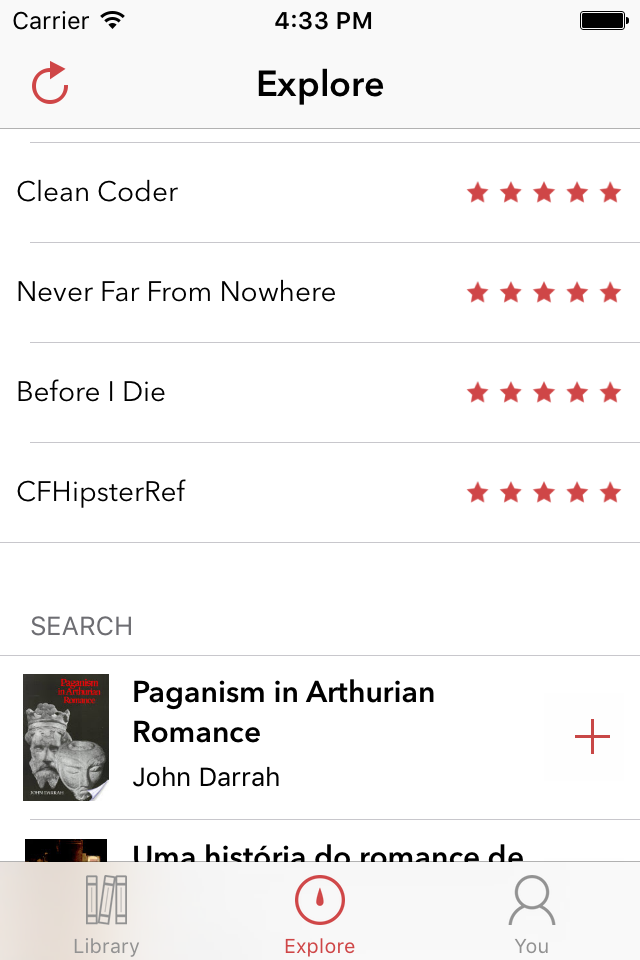 Carrier 4:33 PM
Explore
Clean Coder
Never Far From Nowhere
Before I Die
CFHipsterRef
SEARCH
Paganism
in Arthurian
Romance
JOHN DARRAH
Paganism in Arthurian
Romance
John Darrah
Uma história do romance de
Library Explore You